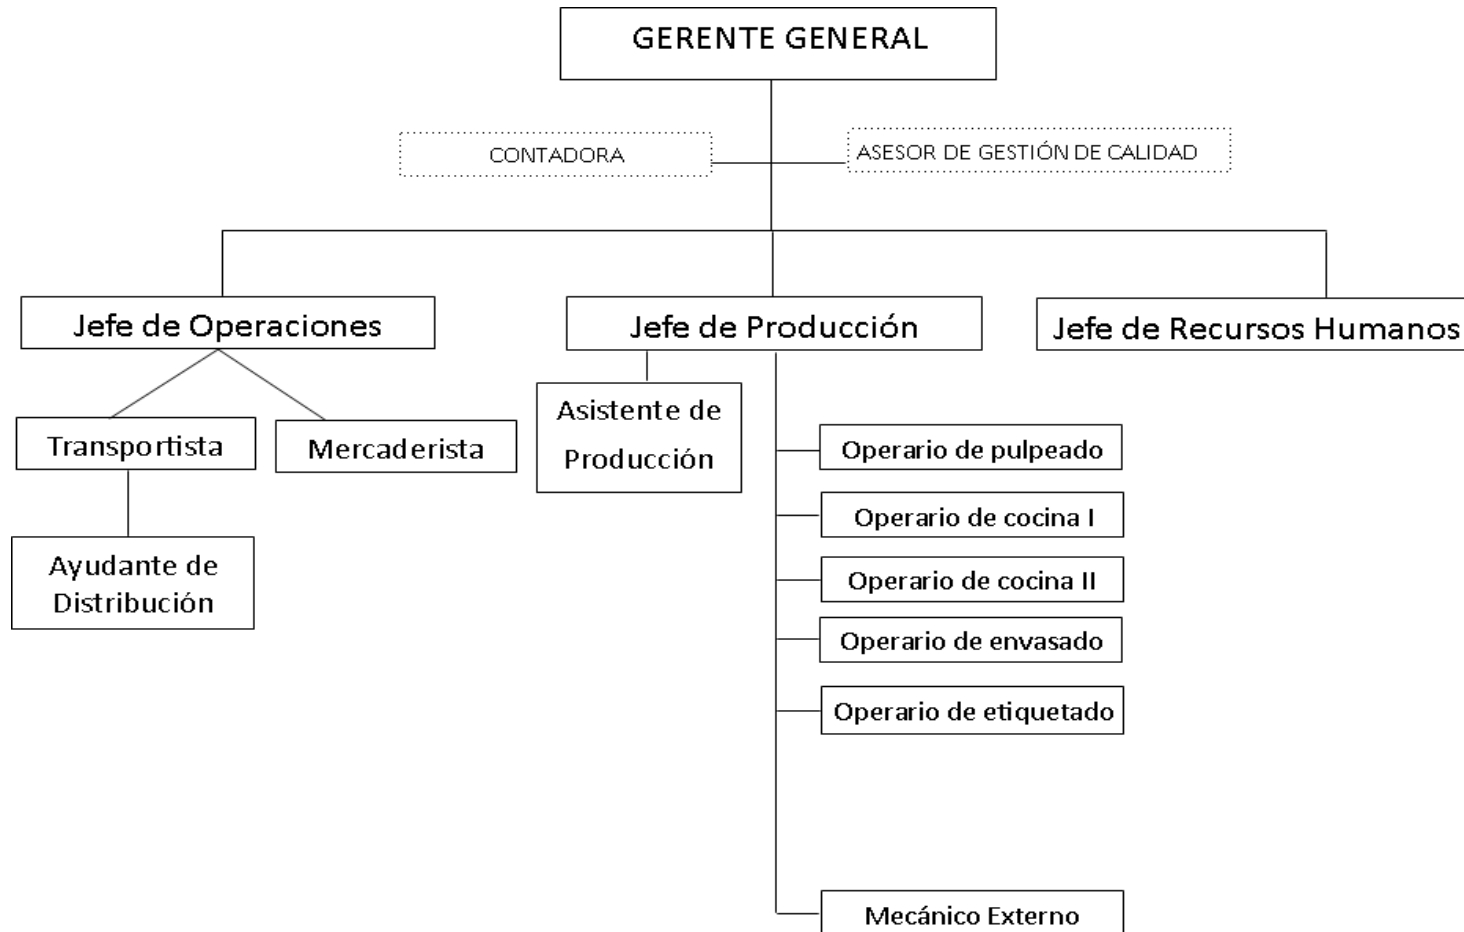 GERENTE GENERAL
CONTADORA
ASESOR DE GESTIÓN DE CALIDAD
Jefe de Operaciones
Jefe de Producción
Jefe de Recursos Humanos
Transportista
Mercaderista
Asistente de
Producción
Ayudante de
Distribución
Operario de pulpeado
Operario de cocina I
Operario de cocina II
Operario de envasado
Operario de etiquetado
Mecánico Externo